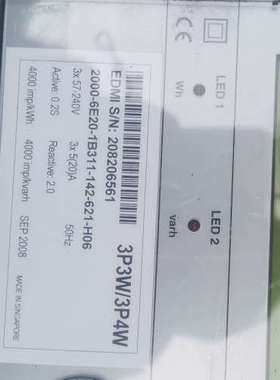 EDMI S/N: 208206561
2000-6E20-1B311-142-621-H06
3x 57-240V 3x 5(20)A 50Hz
Active: 0.2S Reactive: 2.0
4000 imp/kWh 4000 imp/kvarh SEP 2008
MADE IN SINGAPORE
3P3W/3P4W
CE
LED 1
Wh
LED 2
varh